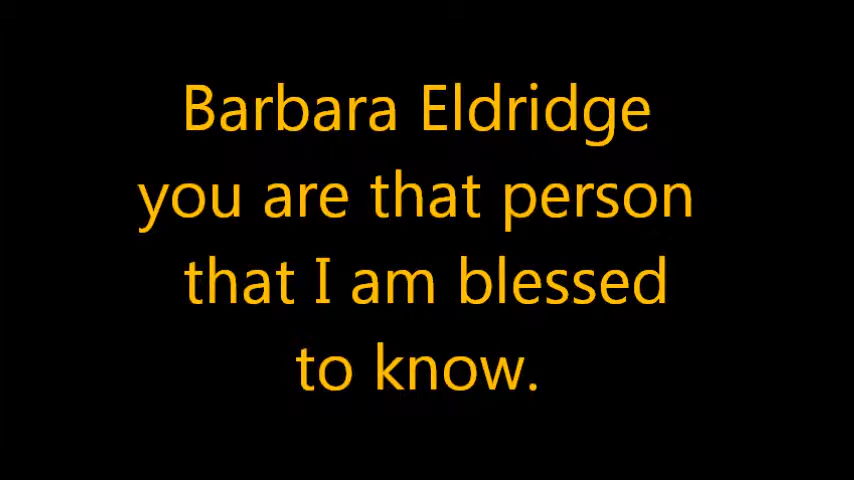 Barbara Eldridge
you are that person
that I am blessed
to know.